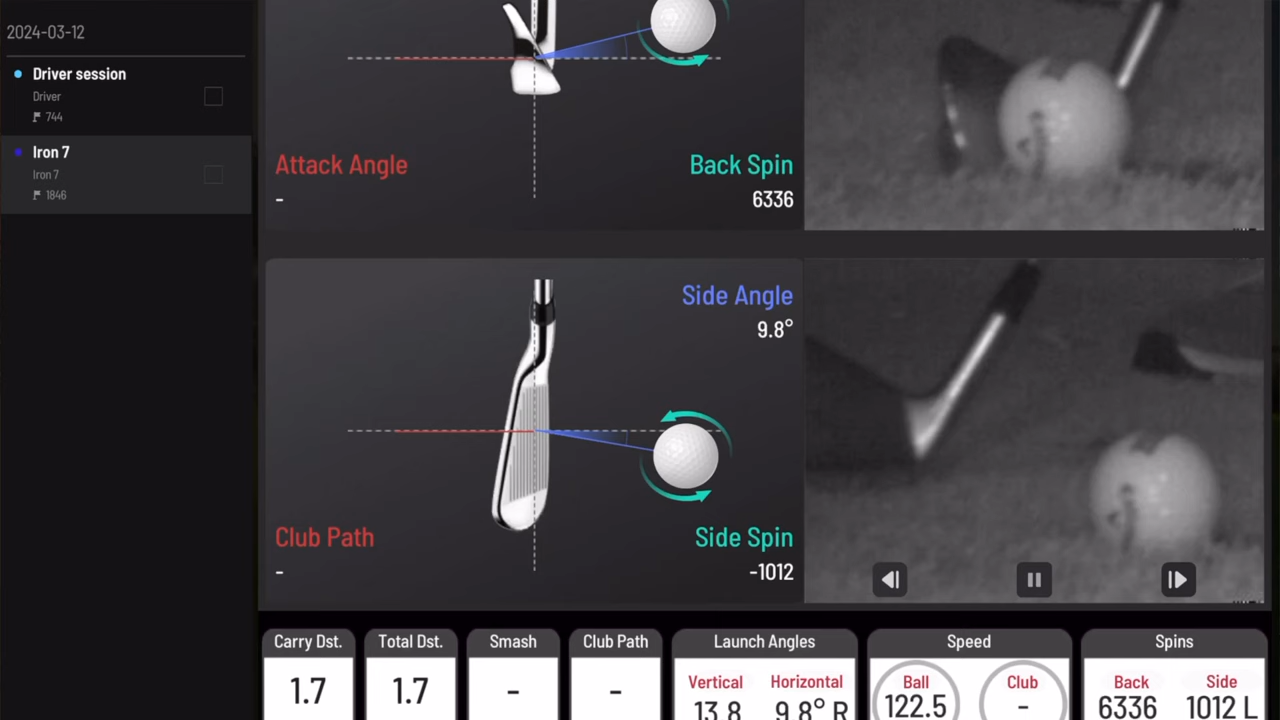 2024-03-12
Driver session
Driver
744
Iron 7
Iron 7
1846
Attack Angle
-
Back Spin
6336
Side Angle
9.8°
Club Path
-
Side Spin
-1012
Carry Dst.
1.7
Total Dst.
1.7
Smash
-
Club Path
-
Launch Angles
Vertical Horizontal
13.8 9.8° R
Speed
Ball Club
122.5 -
Spins
Back Side
6336 1012 L